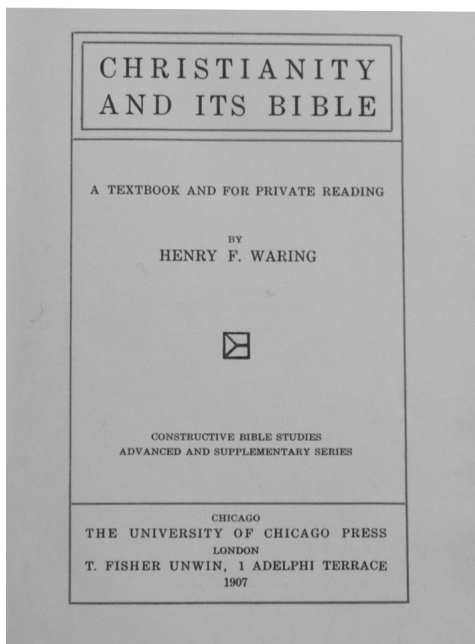 CHRISTIANITY
AND ITS BIBLE
A TEXTBOOK AND FOR PRIVATE READING
BY
HENRY F. WARING
CONSTRUCTIVE BIBLE STUDIES
ADVANCED AND SUPPLEMENTARY SERIES
CHICAGO
THE UNIVERSITY OF CHICAGO PRESS
LONDON
T. FISHER UNWIN, 1 ADELPHI TERRACE
1907